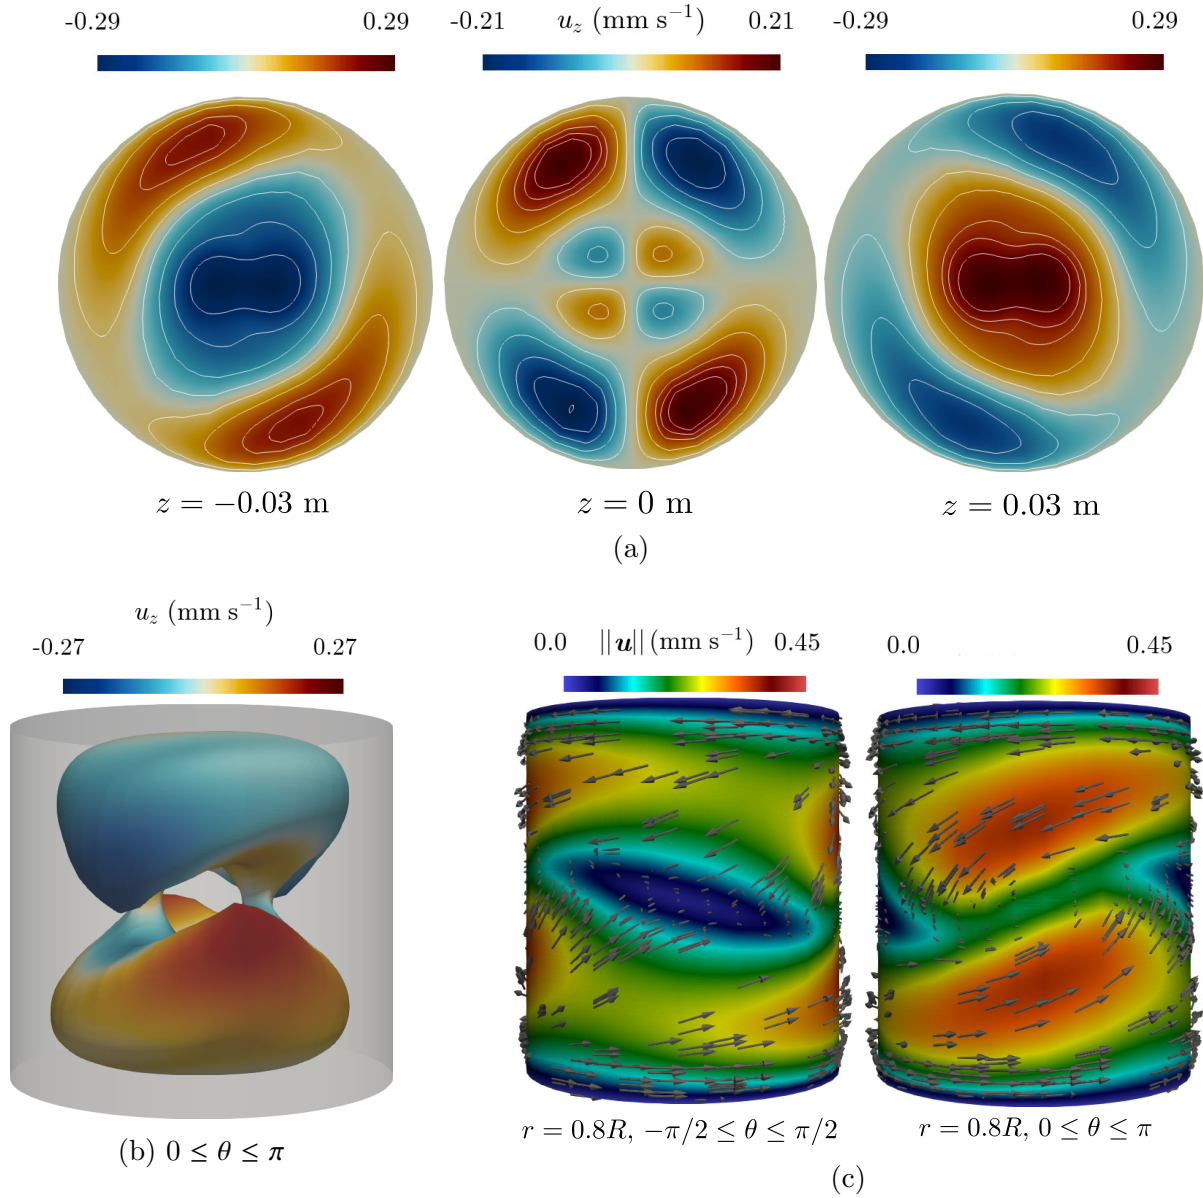 -0.29 0.29 -0.21 u_z (mm s⁻¹) 0.21 -0.29 0.29
z = −0.03 m z = 0 m z = 0.03 m
(a)
u_z (mm s⁻¹)
-0.27 0.27
0.0 ||u|| (mm s⁻¹) 0.45 0.0 0.45
(b) 0 ≤ θ ≤ π
r = 0.8R, −π/2 ≤ θ ≤ π/2 r = 0.8R, 0 ≤ θ ≤ π
(c)